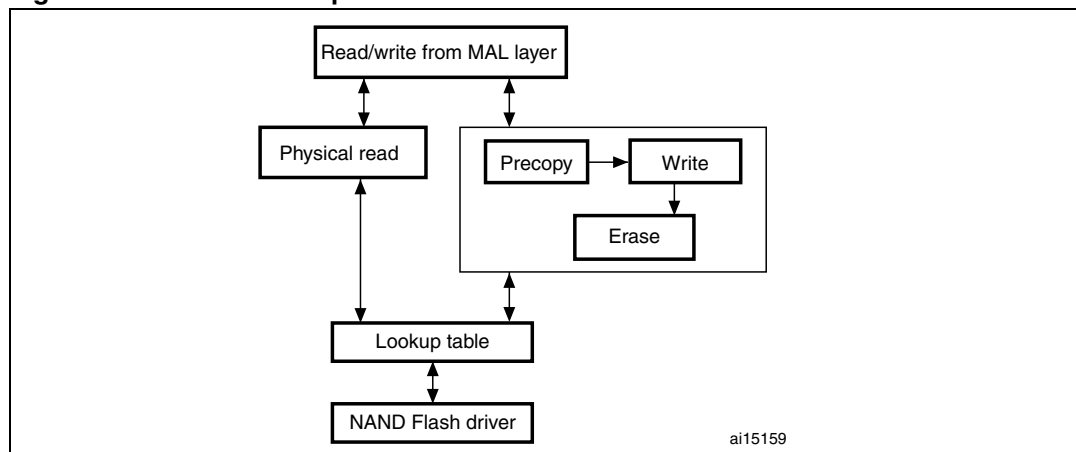 Read/write from MAL layer
Physical read
Precopy
Write
Erase
Lookup table
NAND Flash driver
ai15159